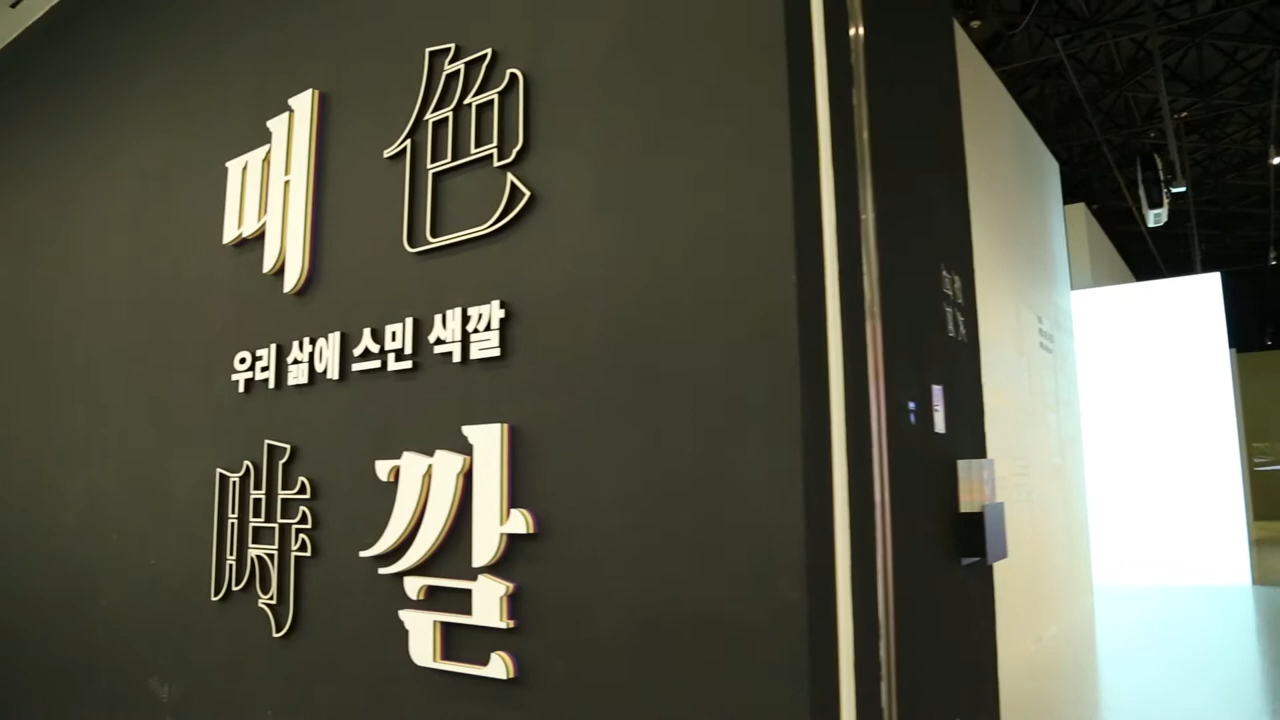 때 色
우리 삶에 스민 색깔
時 깔